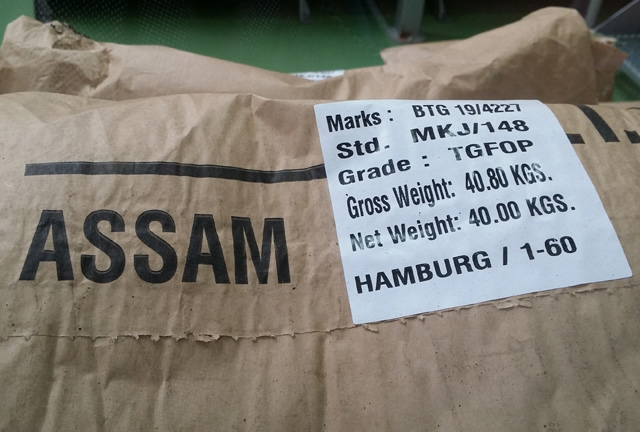 ASSAM
Marks : BTG 19/4227
Std. MKJ/148
Grade : TGFOP
Gross Weight: 40.80 KGS.
Net Weight: 40.00 KGS.
HAMBURG / 1-60